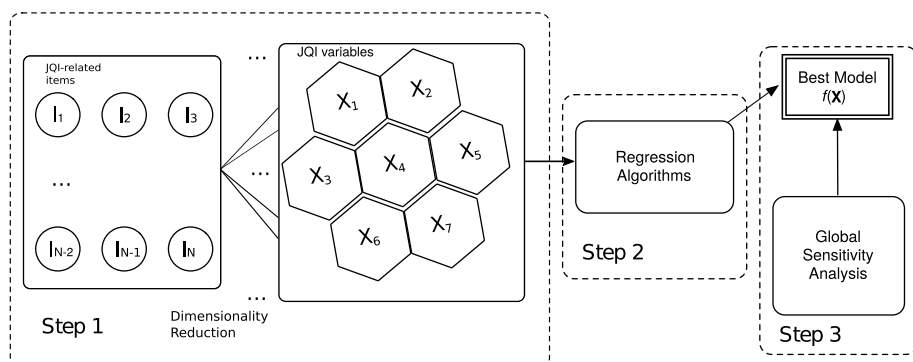 JQI-related
items
I1 I2 I3
...
IN-2 IN-1 IN
Step 1
...
...
...
Dimensionality
Reduction
JQI variables
X1 X2
X3 X4 X5
X6 X7
Regression
Algorithms
Step 2
Best Model
f(X)
Global
Sensitivity
Analysis
Step 3